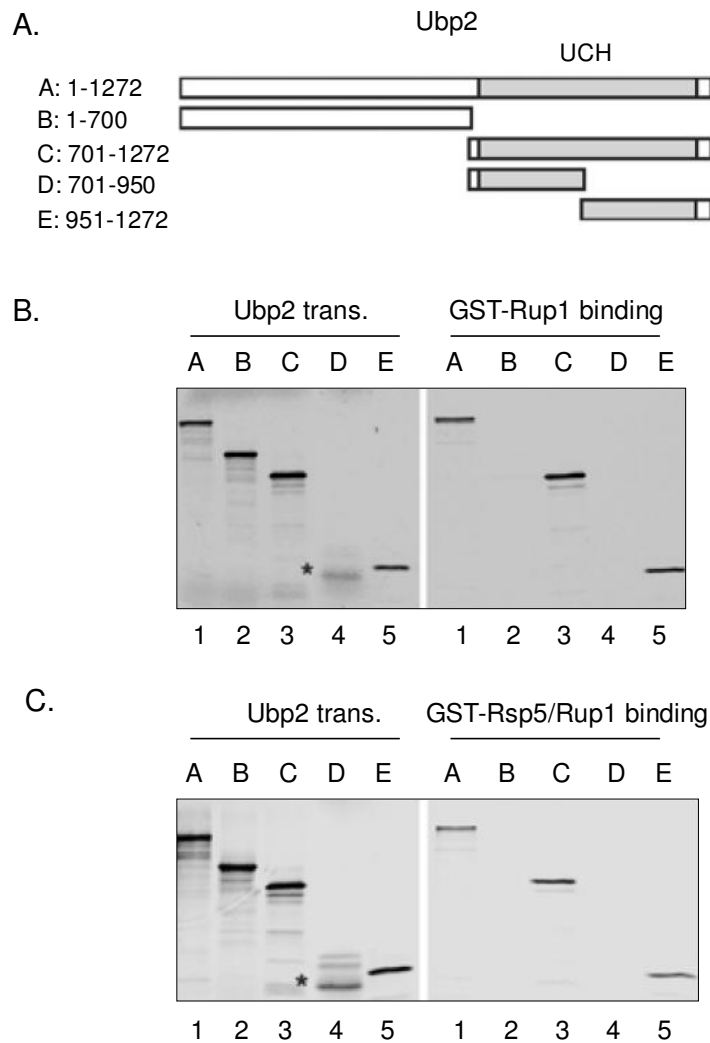 A.
Ubp2
UCH
A: 1-1272
B: 1-700
C: 701-1272
D: 701-950
E: 951-1272
B.
Ubp2 trans. GST-Rup1 binding
A B C D E A B C D E
*
1 2 3 4 5 1 2 3 4 5
C.
Ubp2 trans. GST-Rsp5/Rup1 binding
A B C D E A B C D E
*
1 2 3 4 5 1 2 3 4 5